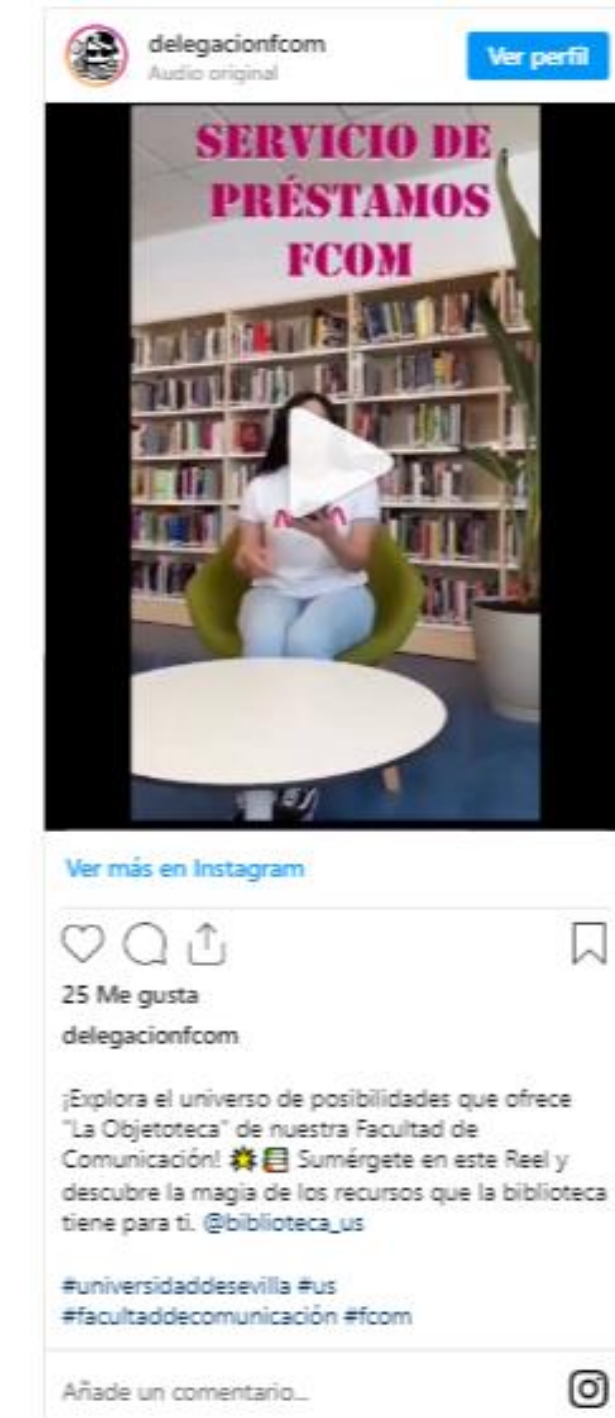 delegacionfcom
Audio original
Ver perfil
SERVICIO DE
PRÉSTAMOS
FCOM
Ver más en Instagram
25 Me gusta
delegacionfcom
¡Explora el universo de posibilidades que ofrece
"La Objetoteca" de nuestra Facultad de
Comunicación! 🌟📚 Sumérgete en este Reel y
descubre la magia de los recursos que la biblioteca
tiene para ti. @biblioteca_us
#universidaddesevilla #us
#facultaddecomunicación #fcom
Añade un comentario...